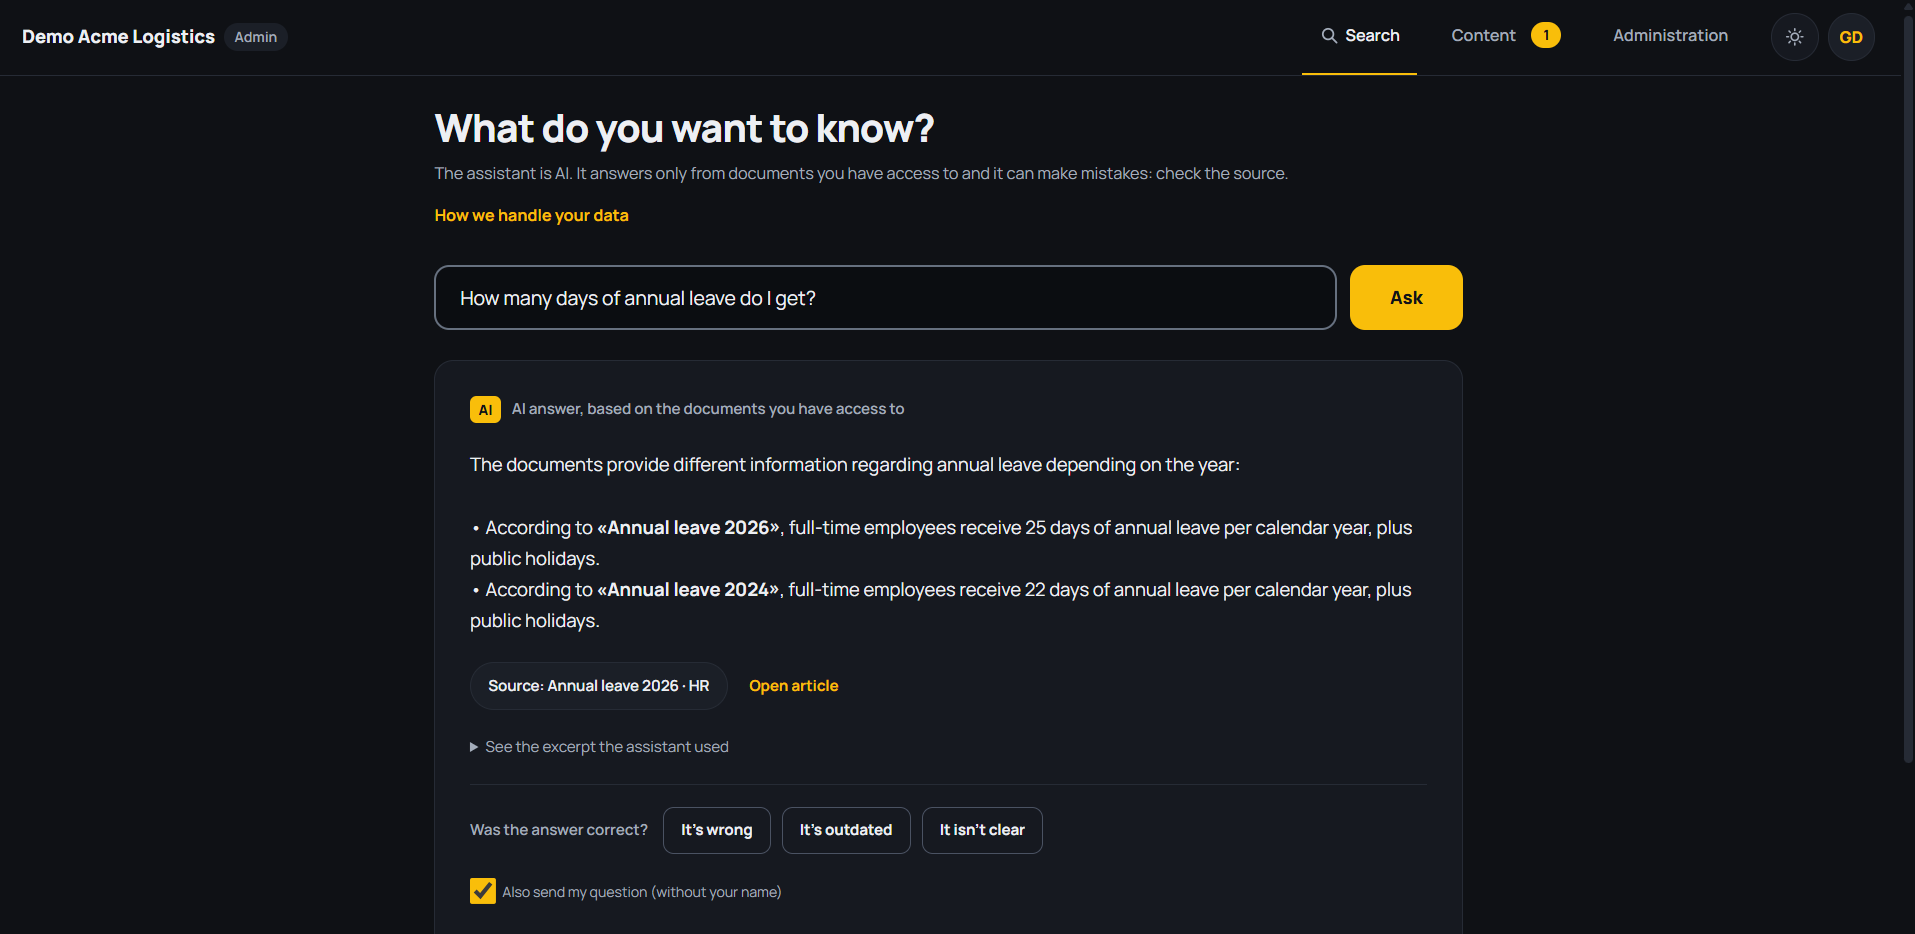 Demo Acme Logistics Admin Search Content 1 Administration GD
What do you want to know?
The assistant is AI. It answers only from documents you have access to and it can make mistakes: check the source.
How we handle your data
How many days of annual leave do I get? Ask
AI AI answer, based on the documents you have access to
The documents provide different information regarding annual leave depending on the year:
• According to «Annual leave 2026», full-time employees receive 25 days of annual leave per calendar year, plus
public holidays.
• According to «Annual leave 2024», full-time employees receive 22 days of annual leave per calendar year, plus
public holidays.
Source: Annual leave 2026 · HR Open article
See the excerpt the assistant used
Was the answer correct? It's wrong It's outdated It isn't clear
Also send my question (without your name)